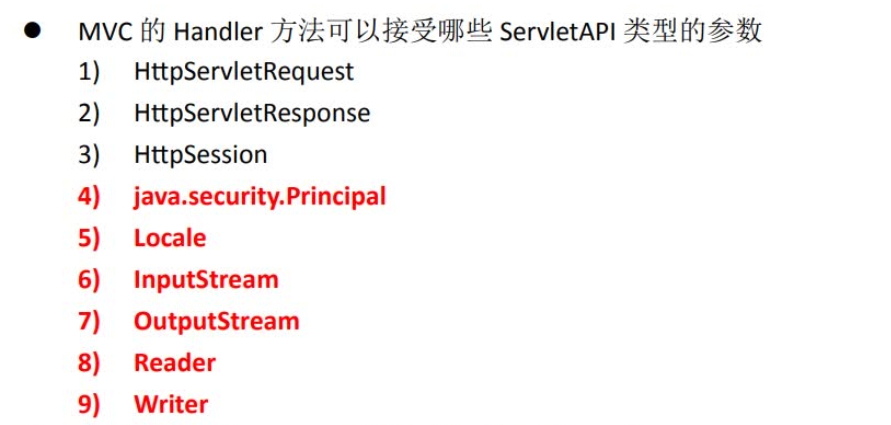 ● MVC 的 Handler 方法可以接受哪些 ServletAPI 类型的参数
1) HttpServletRequest
2) HttpServletResponse
3) HttpSession
4) java.security.Principal
5) Locale
6) InputStream
7) OutputStream
8) Reader
9) Writer